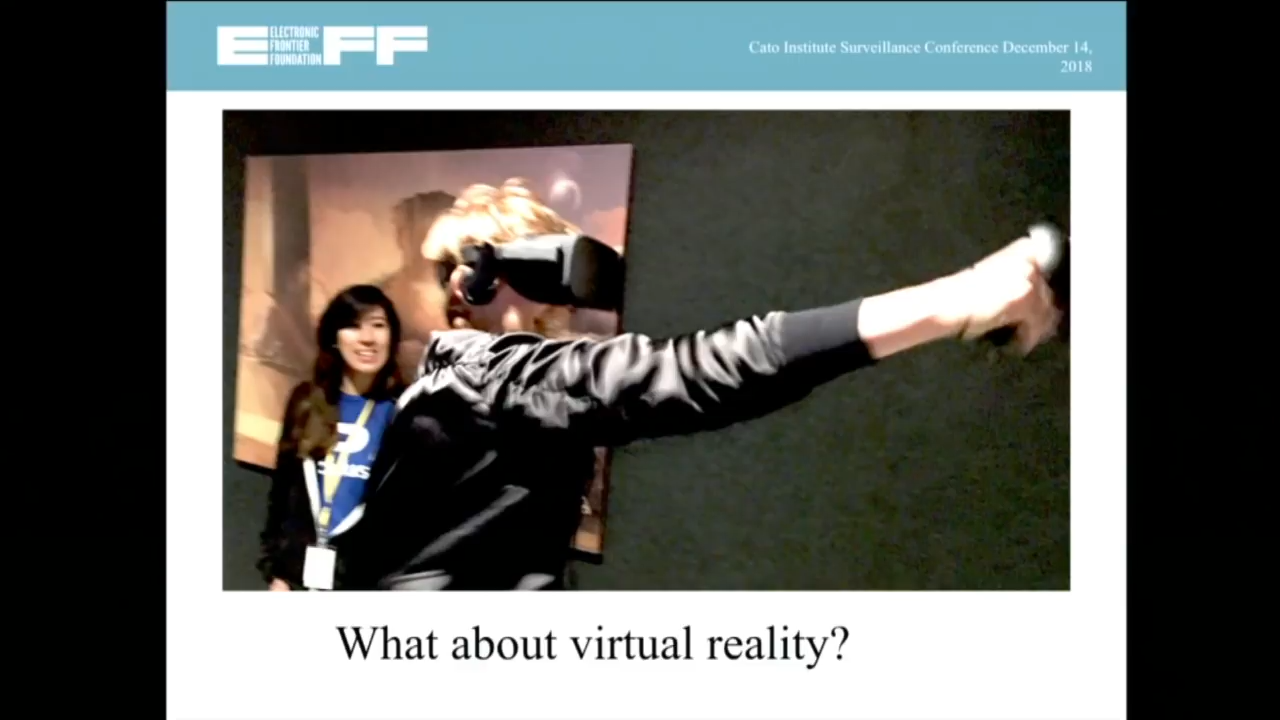 EFF
ELECTRONIC
FRONTIER
FOUNDATION
Cato Institute Surveillance Conference December 14,
2018
What about virtual reality?